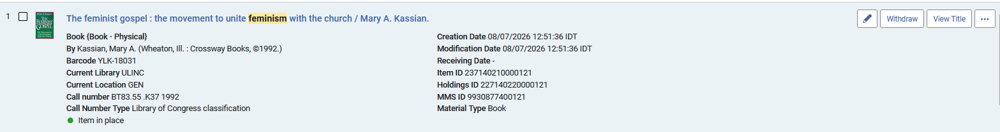 1
The feminist gospel : the movement to unite feminism with the church / Mary A. Kassian.
Withdraw
View Title
Book {Book - Physical}
By Kassian, Mary A. (Wheaton, Ill. : Crossway Books, ©1992.)
Barcode YLK-18031
Current Library ULINC
Current Location GEN
Call number BT83.55 .K37 1992
Call Number Type Library of Congress classification
Item in place
Creation Date 08/07/2026 12:51:36 IDT
Modification Date 08/07/2026 12:51:36 IDT
Receiving Date -
Item ID 237140210000121
Holdings ID 227140220000121
MMS ID 9930877400121
Material Type Book
THE
FEMINIST
GOSPEL